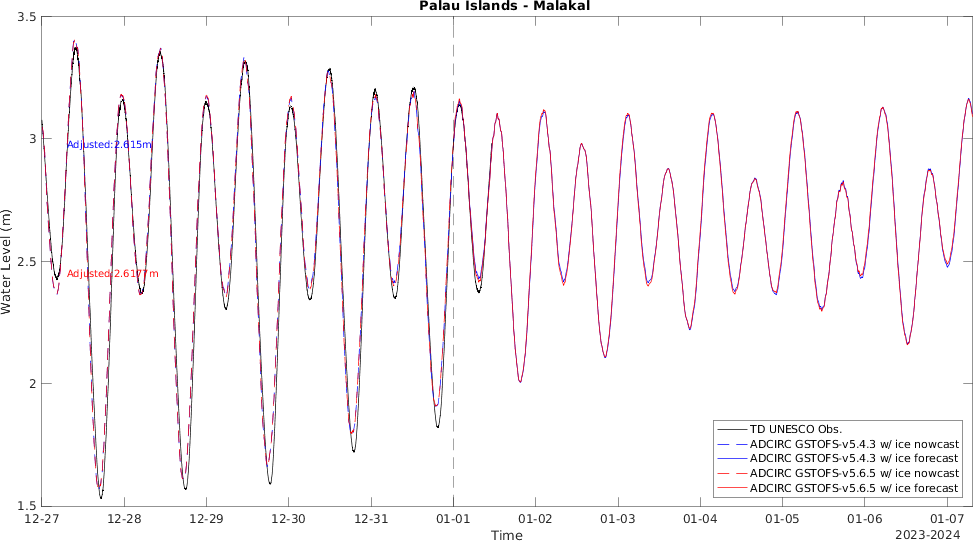 Palau Islands - Malakal
3.5
3
2.5
2
1.5
Water Level (m)
Adjusted:2.615m
Adjusted:2.6177m
TD UNESCO Obs.
ADCIRC GSTOFS-v5.4.3 w/ ice nowcast
ADCIRC GSTOFS-v5.4.3 w/ ice forecast
ADCIRC GSTOFS-v5.6.5 w/ ice nowcast
ADCIRC GSTOFS-v5.6.5 w/ ice forecast
12-27 12-28 12-29 12-30 12-31 01-01 01-02 01-03 01-04 01-05 01-06 01-07
Time
2023-2024